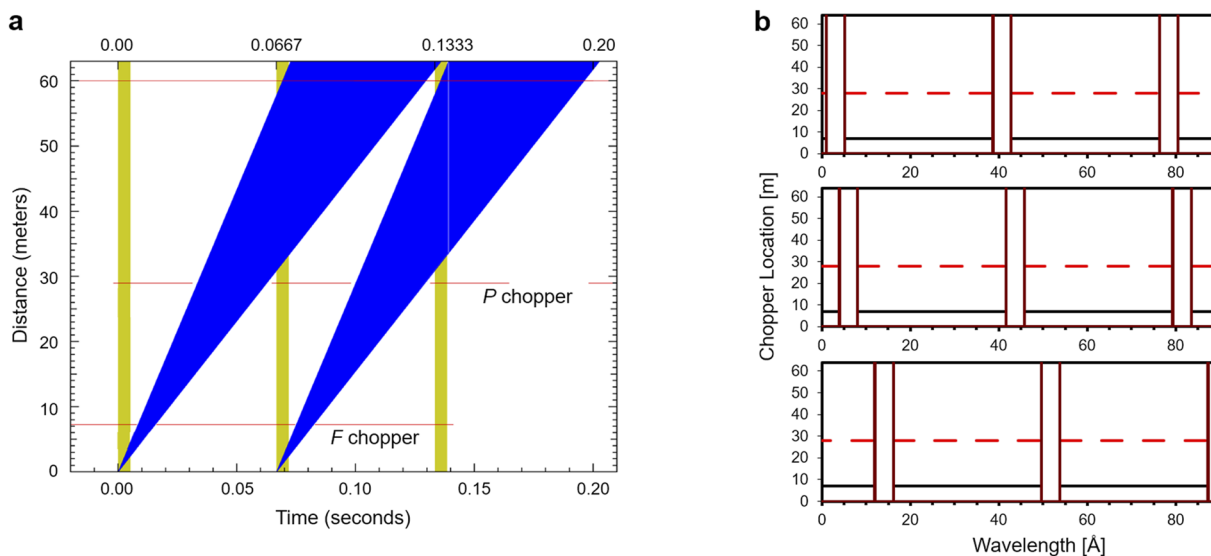 a
0.00 0.0667 0.1333 0.20
60
50
40
30
20
10
0
Distance (meters)
P chopper
F chopper
0.00 0.05 0.10 0.15 0.20
Time (seconds)
b
60
50
40
30
20
10
0
0 20 40 60 80
60
50
40
30
20
10
0
0 20 40 60 80
60
50
40
30
20
10
0
0 20 40 60 80
Chopper Location [m]
Wavelength [Å]